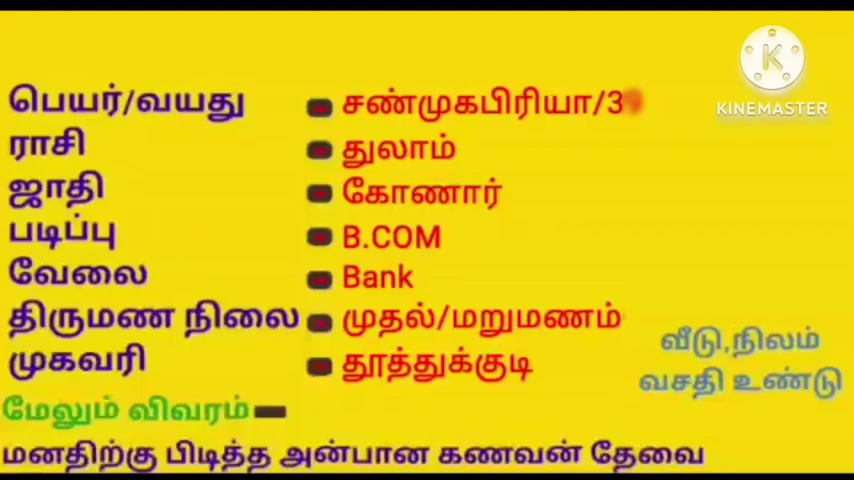 பெயர்/வயது - சண்முகபிரியா/39
ராசி - துலாம்
ஜாதி - கோணார்
படிப்பு - B.COM
வேலை - Bank
திருமண நிலை - முதல்/மறுமணம்
முகவரி - தூத்துக்குடி
வீடு,நிலம்
வசதி உண்டு
மேலும் விவரம் -
மனதிற்கு பிடித்த அன்பான கணவன் தேவை
K
KINEMASTER